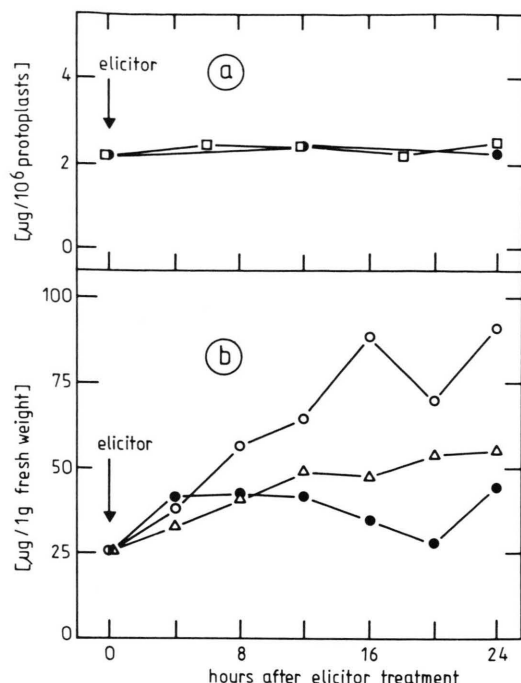 [µg/10⁶ protoplasts]
4
2
0
elicitor
a
[µg/1g fresh weight]
100
75
50
25
0
elicitor
b
0
8
16
24
hours after elicitor treatment